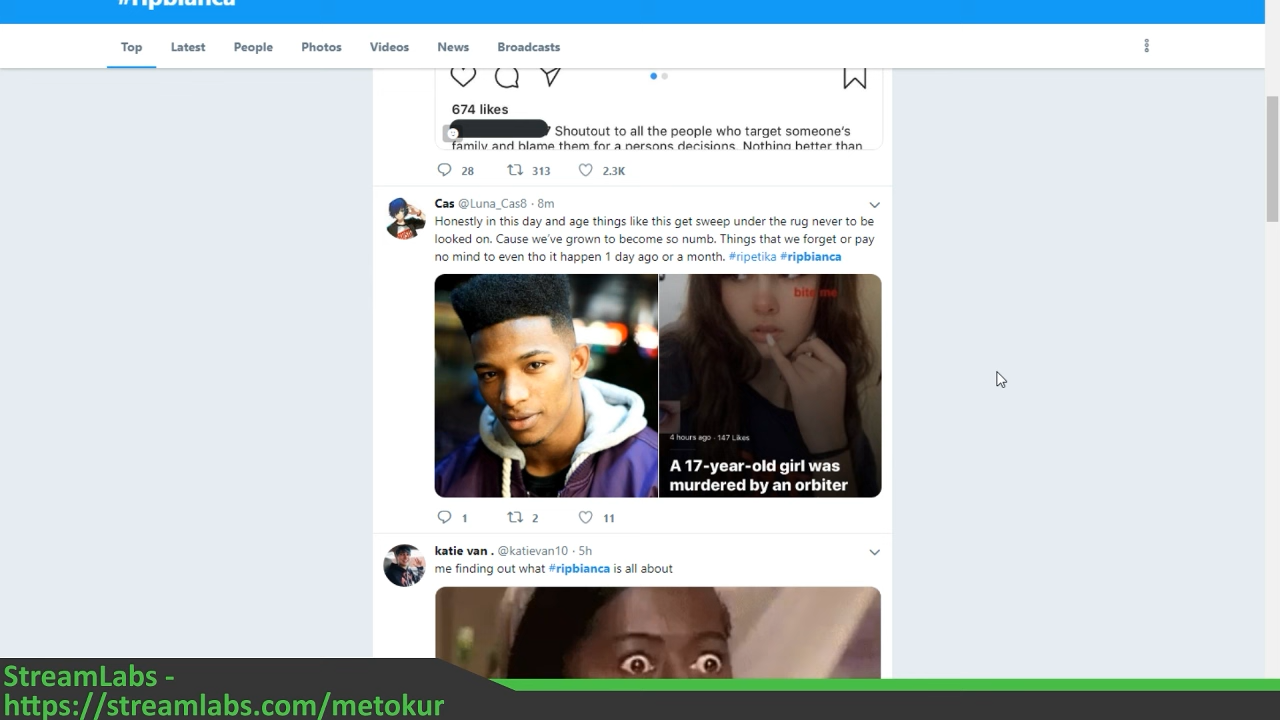 #ripbianca
Top Latest People Photos Videos News Broadcasts
674 likes
Shoutout to all the people who target someone's
family and blame them for a persons decisions. Nothing better than
28 313 2.3K
Cas @Luna_Cas8 · 8m
Honestly in this day and age things like this get sweep under the rug never to be
looked on. Cause we've grown to become so numb. Things that we forget or pay
no mind to even tho it happen 1 day ago or a month. #ripetika #ripbianca
bite me
4 hours ago · 147 Likes
A 17-year-old girl was
murdered by an orbiter
1 2 11
katie van . @katievan10 · 5h
me finding out what #ripbianca is all about
StreamLabs -
https://streamlabs.com/metokur